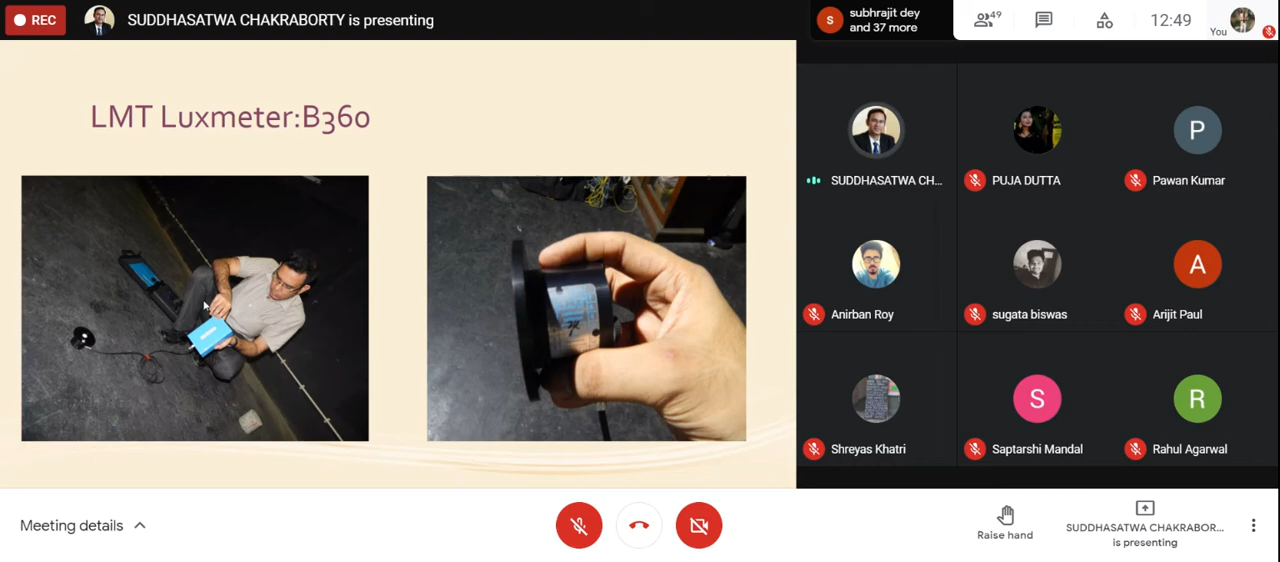 REC
SUDDHASATWA CHAKRABORTY is presenting
S
subhrajit dey
and 37 more
49
12:49
You
LMT Luxmeter:B360
SUDDHASATWA CH...
PUJA DUTTA
P
Pawan Kumar
Anirban Roy
sugata biswas
A
Arijit Paul
Shreyas Khatri
S
Saptarshi Mandal
R
Rahul Agarwal
Meeting details
Raise hand
SUDDHASATWA CHAKRABOR...
is presenting